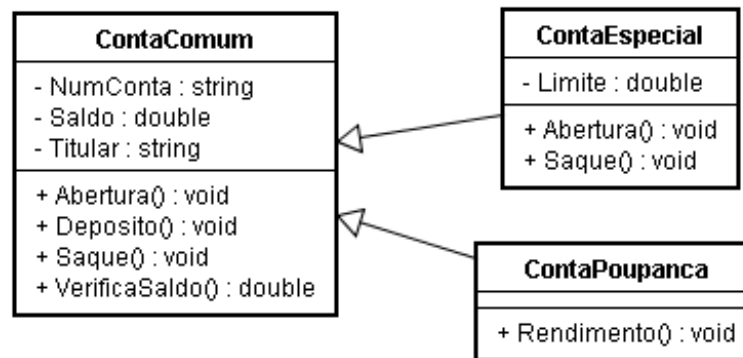 ContaComum
- NumConta : string
- Saldo : double
- Titular : string
+ Abertura() : void
+ Deposito() : void
+ Saque() : void
+ VerificaSaldo() : double
ContaEspecial
- Limite : double
+ Abertura() : void
+ Saque() : void
ContaPoupanca
+ Rendimento() : void